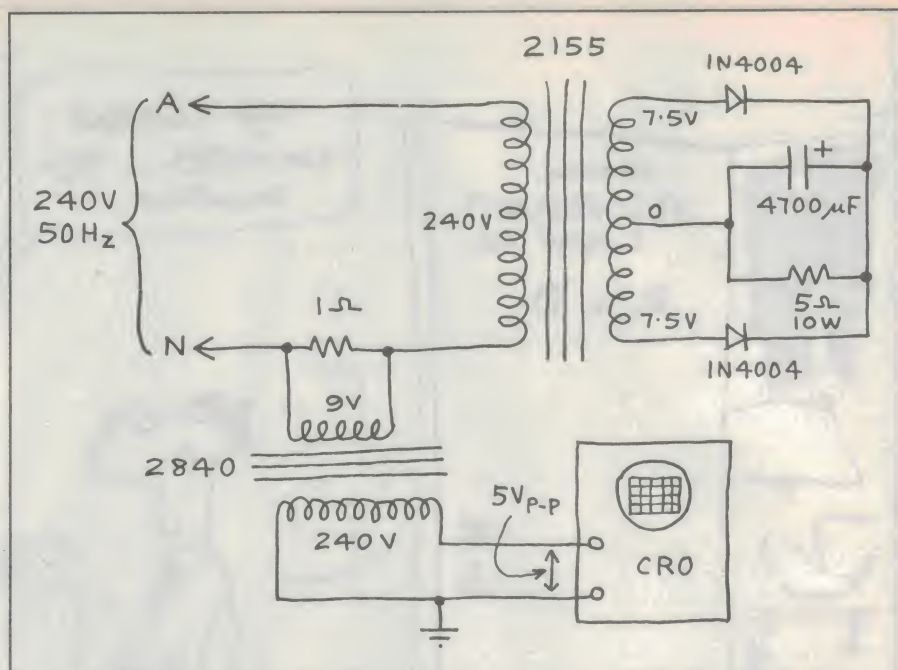 2155
1N4004
A
7.5V
+
240V
50Hz
240V
0
4700µF
1Ω
5Ω
10W
N
7.5V
1N4004
9V
2840
5Vp-p
240V
CRO